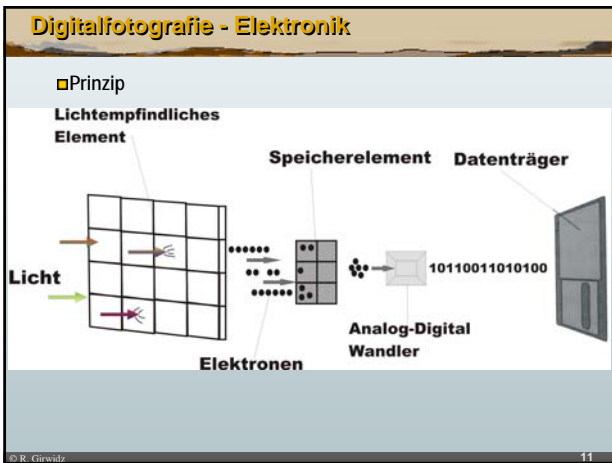 Digitalfotografie - Elektronik
Prinzip
Lichtempfindliches
Element
Speicherelement
Datenträger
Licht
10110011010100
Analog-Digital
Wandler
Elektronen
© R. Girwidz
11